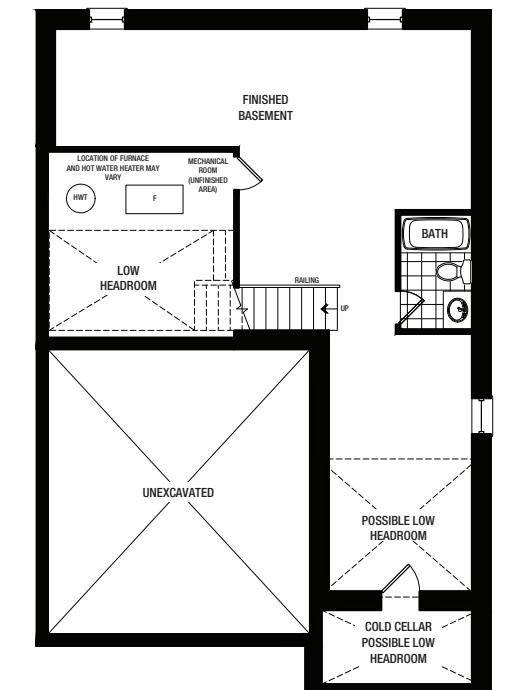 FINISHED
BASEMENT
LOCATION OF FURNACE
AND HOT WATER HEATER MAY
VARY
MECHANICAL
ROOM
(UNFINISHED
AREA)
HWT
F
BATH
LOW
HEADROOM
RAILING
UP
UNEXCAVATED
POSSIBLE LOW
HEADROOM
COLD CELLAR
POSSIBLE LOW
HEADROOM